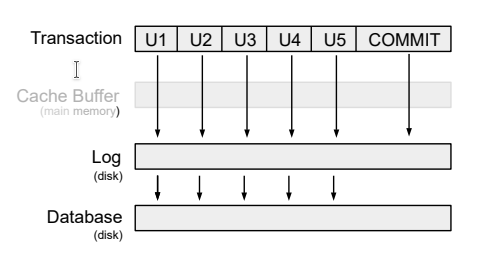 Transaction U1 U2 U3 U4 U5 COMMIT
Cache Buffer
(main memory)
Log
(disk)
Database
(disk)